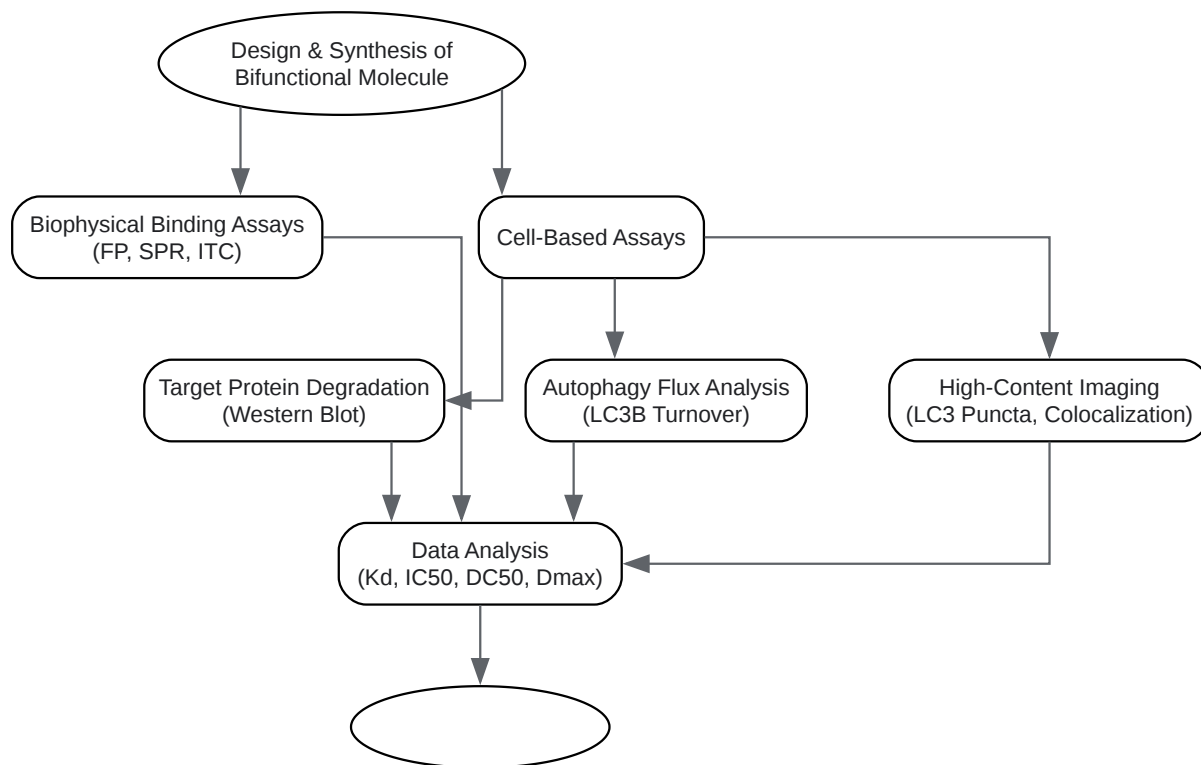 Design & Synthesis of
Bifunctional Molecule
Biophysical Binding Assays
(FP, SPR, ITC)
Cell-Based Assays
Target Protein Degradation
(Western Blot)
Autophagy Flux Analysis
(LC3B Turnover)
High-Content Imaging
(LC3 Puncta, Colocalization)
Data Analysis
(Kd, IC50, DC50, Dmax)